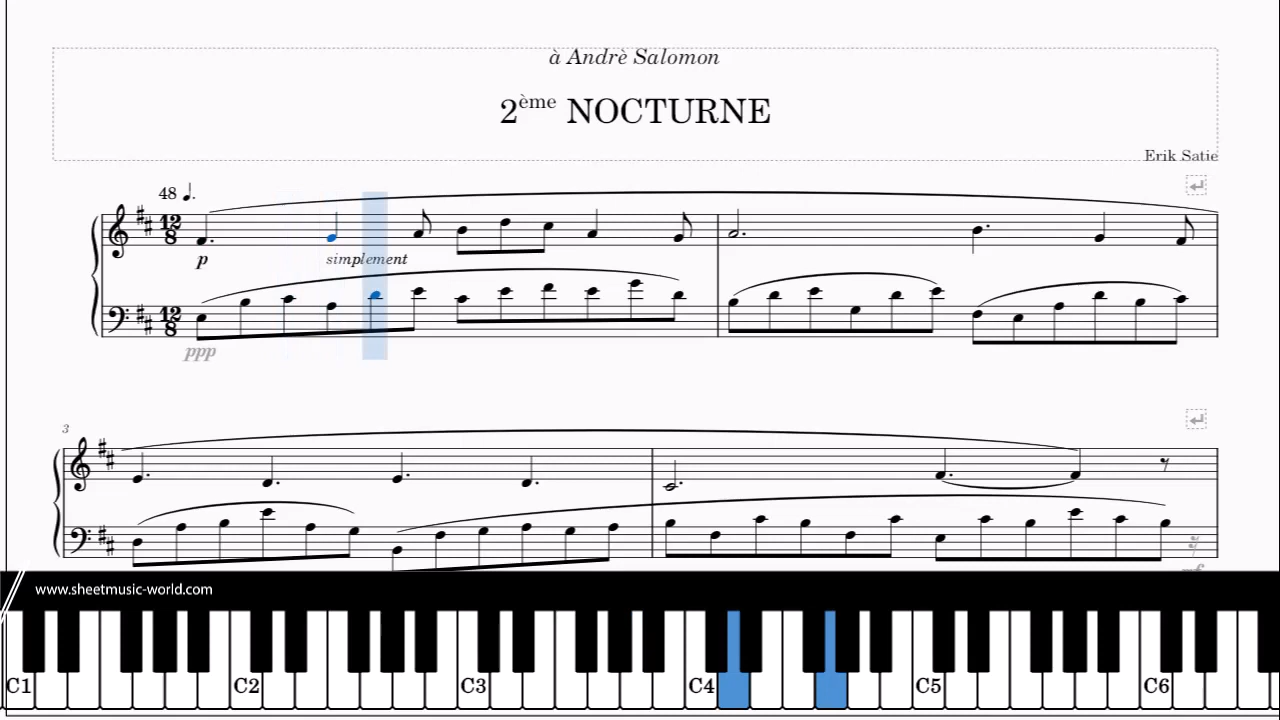 à Andrè Salomon
2ème NOCTURNE
Erik Satie
48
12
8
p
simplement
12
8
ppp
3
www.sheetmusic-world.com
C1 C2 C3 C4 C5 C6